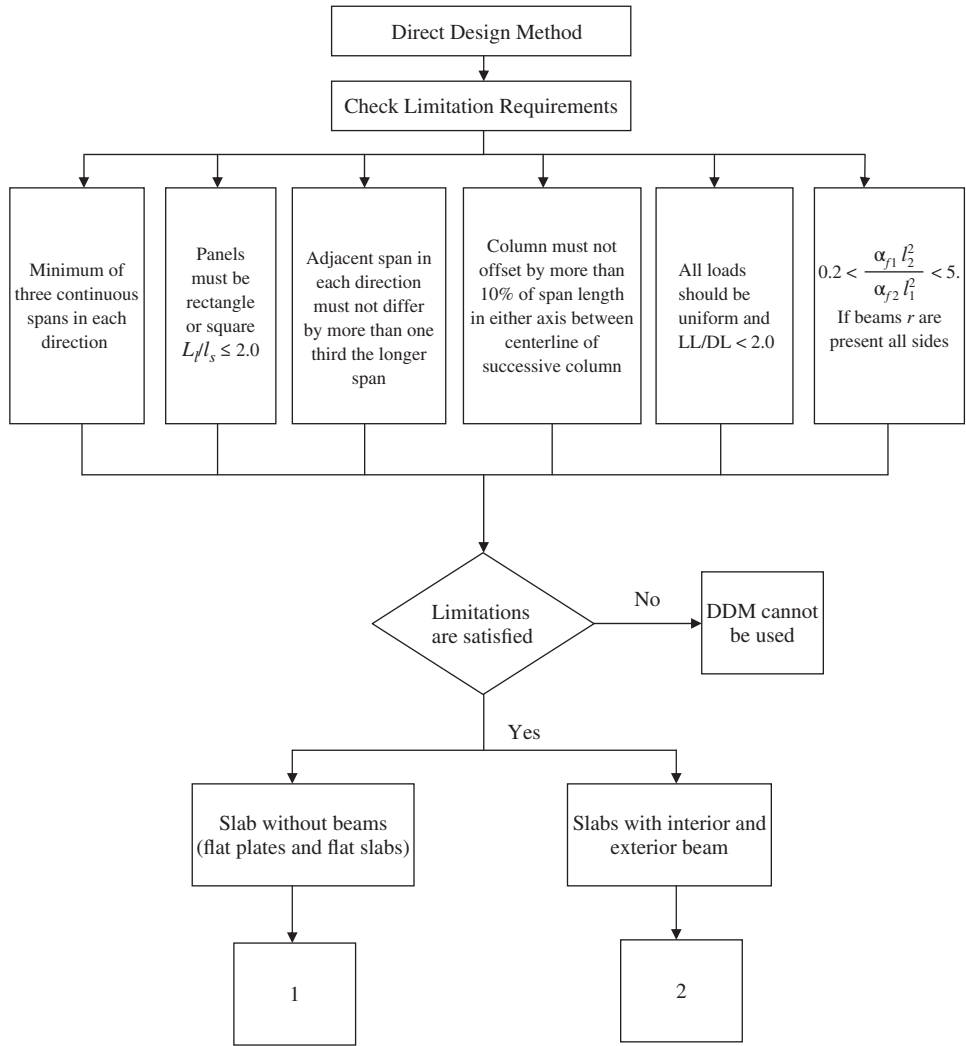 Direct Design Method
Check Limitation Requirements
Minimum of
three continuous
spans in each
direction
Panels
must be
rectangle
or square
L_l/l_s ≤ 2.0
Adjacent span in
each direction
must not differ
by more than one
third the longer
span
Column must not
offset by more than
10% of span length
in either axis between
centerline of
successive column
All loads
should be
uniform and
LL/DL < 2.0
0.2 < α_{f1} l_2^2 / α_{f2} l_1^2 < 5.
If beams r are
present all sides
Limitations
are satisfied
No
DDM cannot
be used
Yes
Slab without beams
(flat plates and flat slabs)
Slabs with interior and
exterior beam
1
2